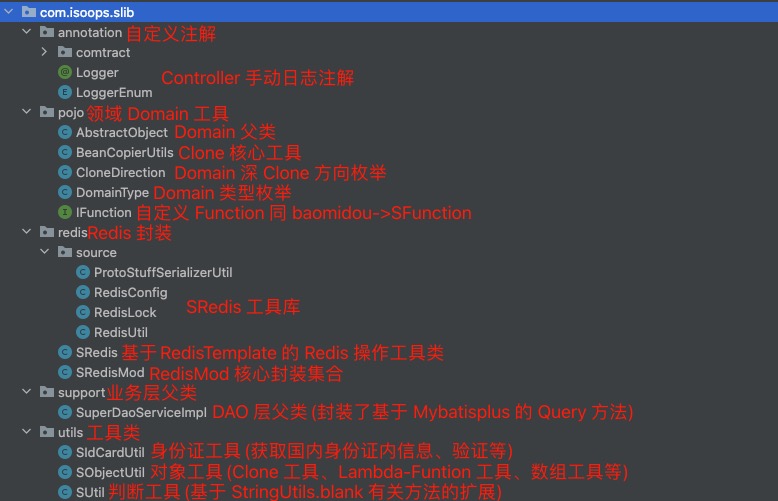 com.isoops.slib
annotation 自定义注解
comtract
@ Logger
Controller 手动日志注解
E LoggerEnum
pojo 领域 Domain 工具
C AbstractObject Domain 父类
C BeanCopierUtils Clone 核心工具
C CloneDirection Domain 深 Clone 方向枚举
C DomainType Domain 类型枚举
I IFunction 自定义 Function 同 baomidou->SFunction
redis Redis 封装
source
C ProtoStuffSerializerUtil
C RedisConfig
SRedis 工具库
C RedisLock
C RedisUtil
C SRedis 基于 RedisTemplate 的 Redis 操作工具类
C SRedisMod RedisMod 核心封装集合
support 业务层父类
C SuperDaoServiceImpl DAO 层父类 (封装了基于 Mybatisplus 的 Query 方法)
utils 工具类
C SIdCardUtil 身份证工具 (获取国内身份证内信息、验证等)
C SObjectUtil 对象工具 (Clone 工具、Lambda-Funtion 工具、数组工具等)
C SUtil 判断工具 (基于 StringUtils.blank 有关方法的扩展)